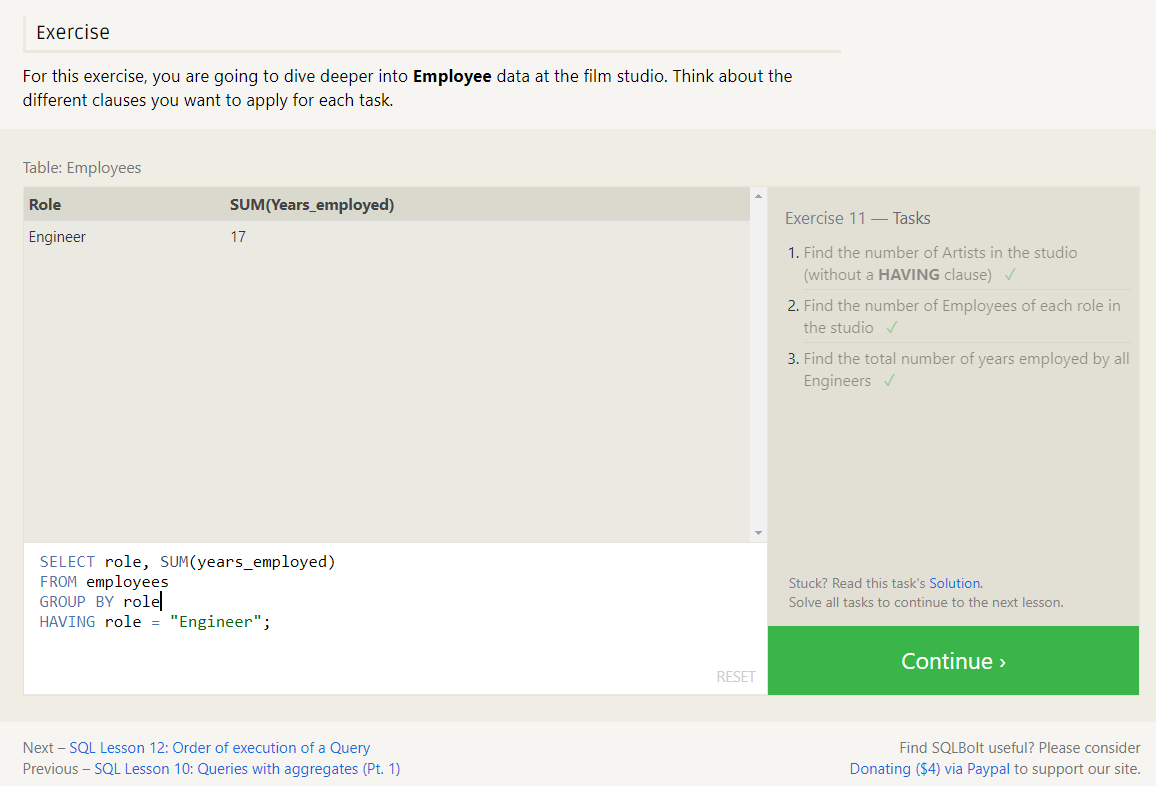 Exercise
For this exercise, you are going to dive deeper into Employee data at the film studio. Think about the
different clauses you want to apply for each task.
Table: Employees
Role SUM(Years_employed)
Engineer 17
Exercise 11 — Tasks
1. Find the number of Artists in the studio
(without a HAVING clause) ✓
2. Find the number of Employees of each role in
the studio ✓
3. Find the total number of years employed by all
Engineers ✓
SELECT role, SUM(years_employed)
FROM employees
GROUP BY role
HAVING role = "Engineer";
RESET
Stuck? Read this task's Solution.
Solve all tasks to continue to the next lesson.
Continue ›
Next – SQL Lesson 12: Order of execution of a Query
Previous – SQL Lesson 10: Queries with aggregates (Pt. 1)
Find SQLBolt useful? Please consider
Donating ($4) via Paypal to support our site.